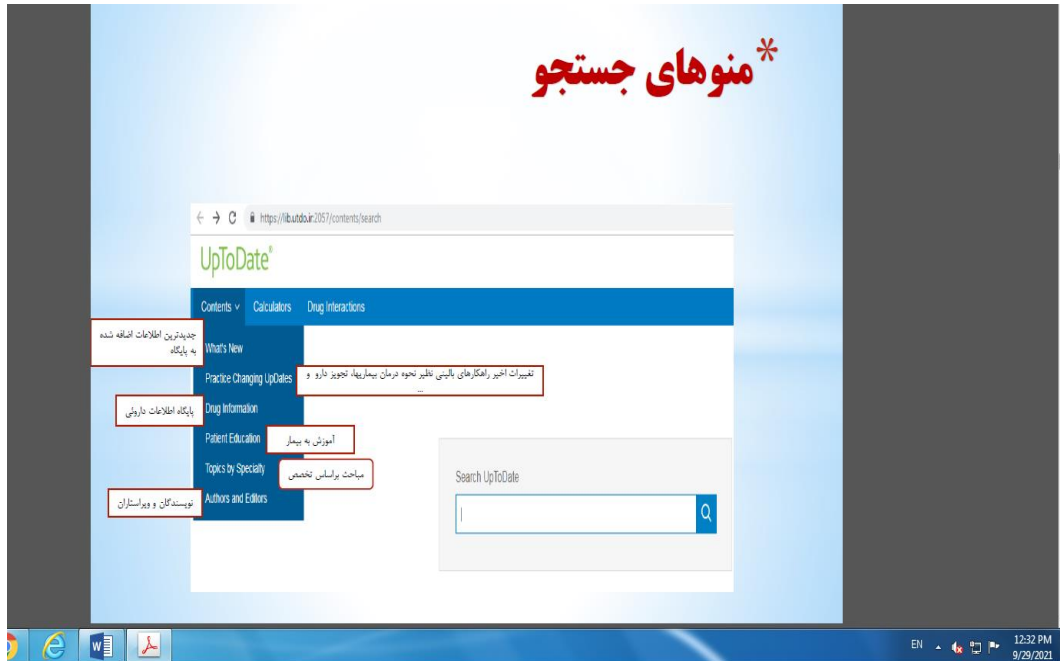 *منوهای جستجو
https://lib.utdo.ir:2057/contents/search
UpToDate®
Contents Calculators Drug Interactions
جدیدترین اطلاعات اضافه شده
به پایگاه
What's New
Practice Changing UpDates
تغییرات اخیر راهکارهای بالینی نظیر نحوه درمان بیماریها، تجویز دارو و
...
Drug Information
پایگاه اطلاعات داروئی
Patient Education
آموزش به بیمار
Topics by Specialty
مباحث براساس تخصص
Authors and Editors
نویسندگان و ویراستاران
Search UpToDate
EN
12:32 PM
9/29/2021